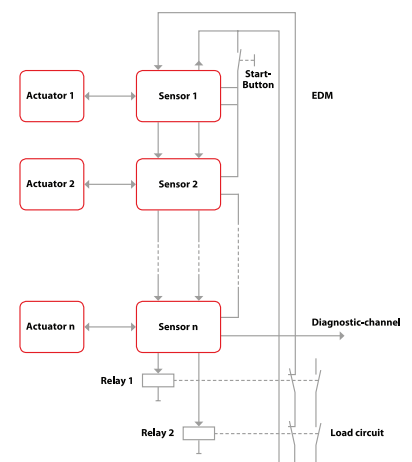 Actuator 1
Sensor 1
Start-
Button
EDM
Actuator 2
Sensor 2
Actuator n
Sensor n
Diagnostic-channel
Relay 1
Relay 2
Load circuit